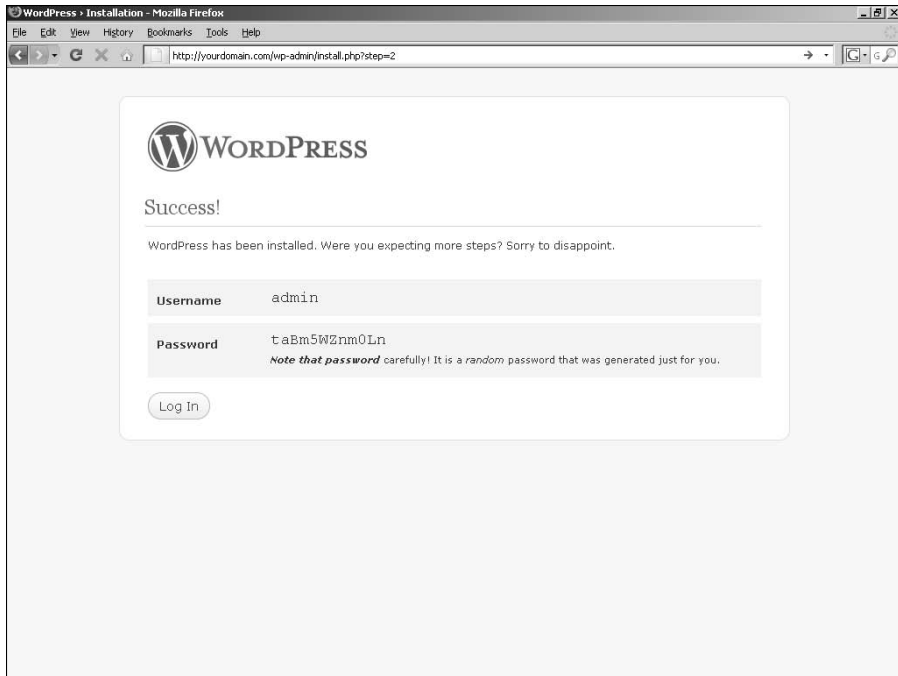 WordPress › Installation - Mozilla Firefox
File Edit View History Bookmarks Tools Help
http://yourdomain.com/wp-admin/install.php?step=2
G G
WORDPRESS
Success!
WordPress has been installed. Were you expecting more steps? Sorry to disappoint.
Username admin
Password taBm5WZnm0Ln
Note that password carefully! It is a random password that was generated just for you.
Log In